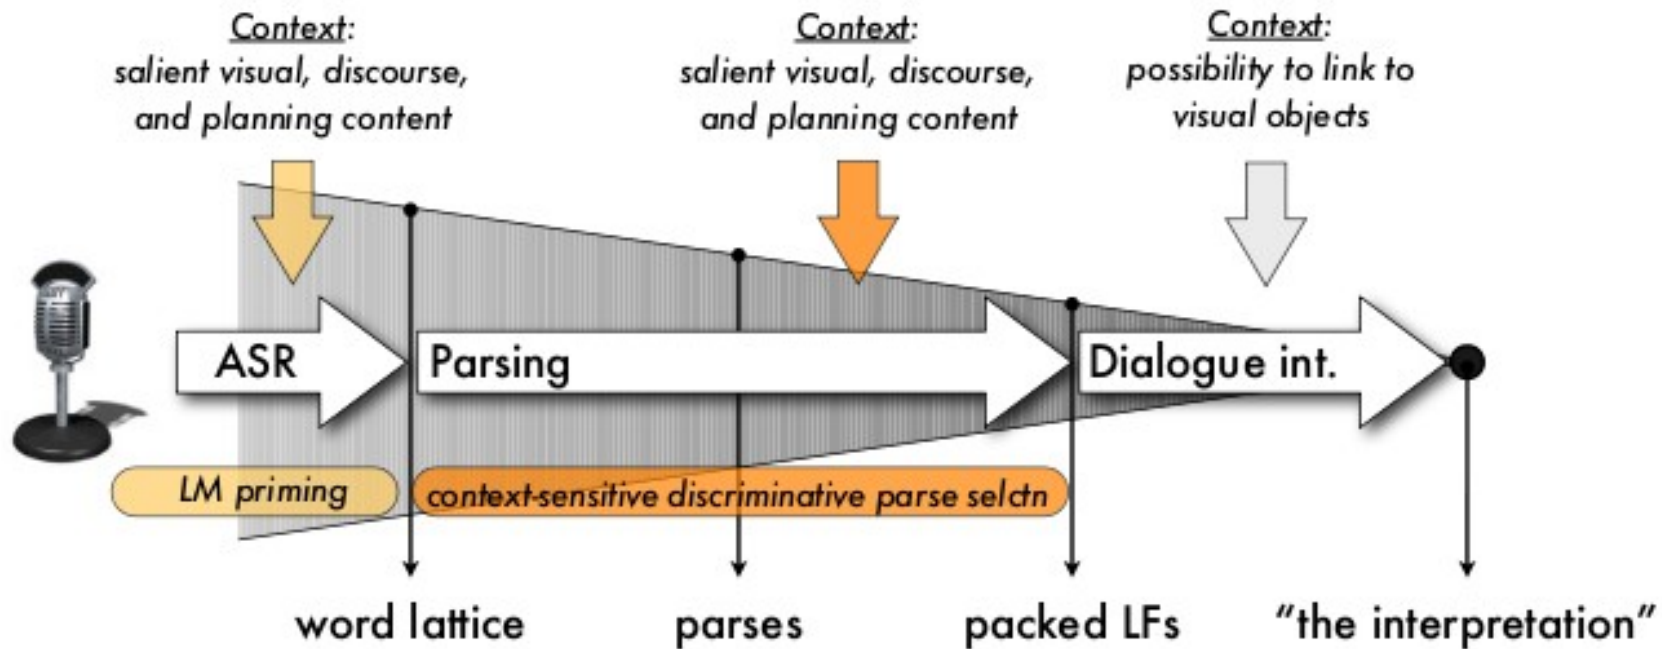 Context:
salient visual, discourse,
and planning content
Context:
salient visual, discourse,
and planning content
Context:
possibility to link to
visual objects
ASR
Parsing
Dialogue int.
LM priming
context-sensitive discriminative parse selctn
word lattice
parses
packed LFs
"the interpretation"